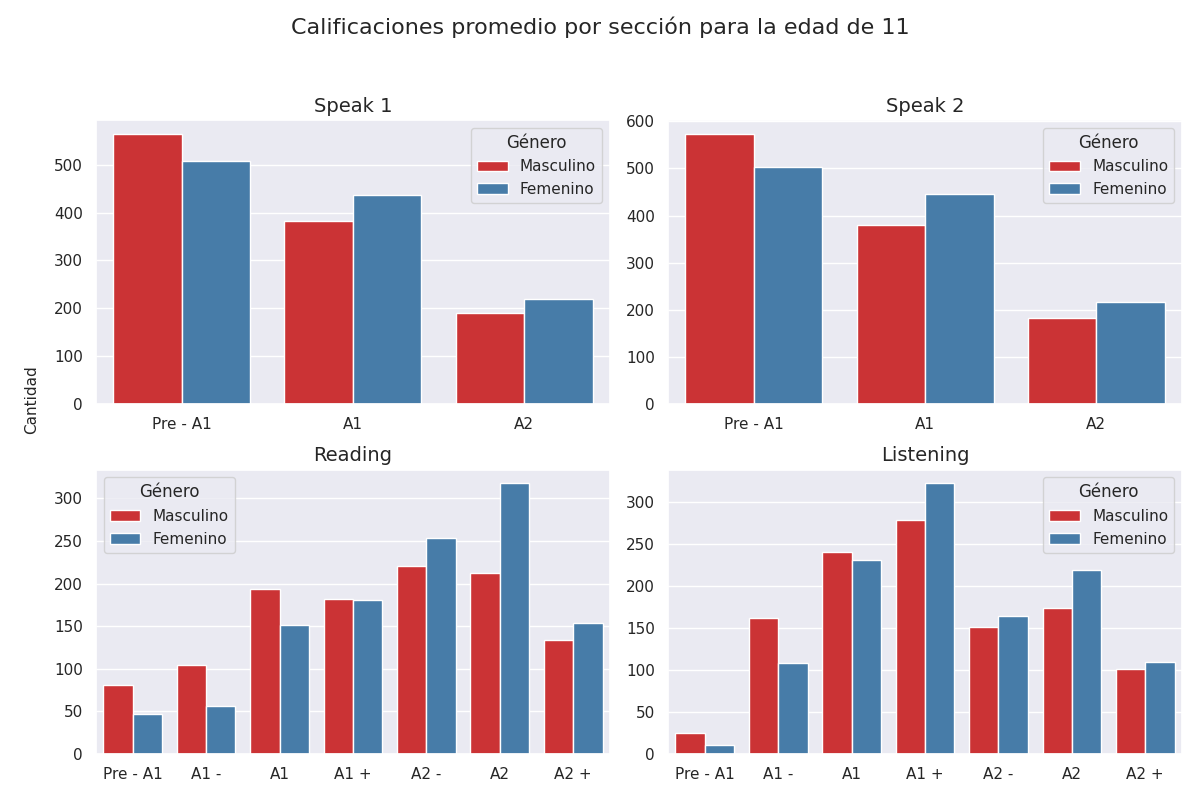 Calificaciones promedio por sección para la edad de 11
Cantidad
Speak 1
Género
Masculino
Femenino
500
400
300
200
100
0
Pre - A1 A1 A2
Speak 2
Género
Masculino
Femenino
600
500
400
300
200
100
0
Pre - A1 A1 A2
Reading
Género
Masculino
Femenino
300
250
200
150
100
50
0
Pre - A1 A1 - A1 A1 + A2 - A2 A2 +
Listening
Género
Masculino
Femenino
300
250
200
150
100
50
0
Pre - A1 A1 - A1 A1 + A2 - A2 A2 +